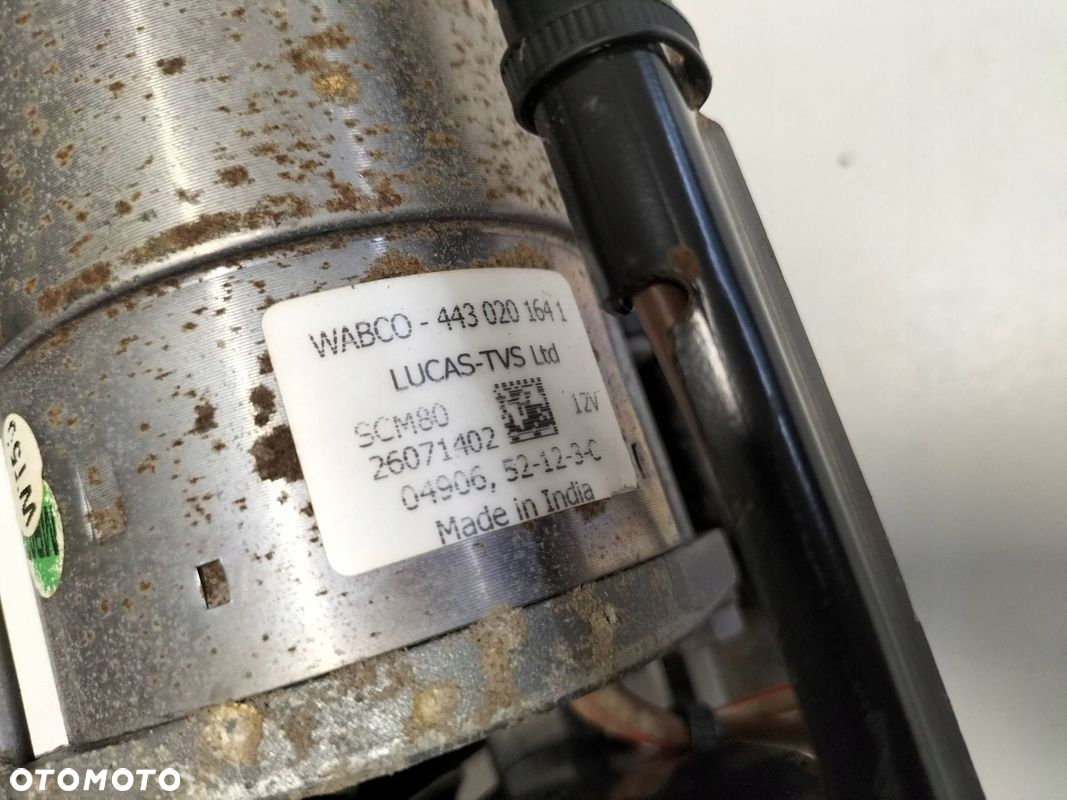 WABCO - 443 020 164 1
LUCAS-TVS Ltd
SCM80
12V
26071402
04906, 52-12-3-C
Made in India
W153
OTOMOTO